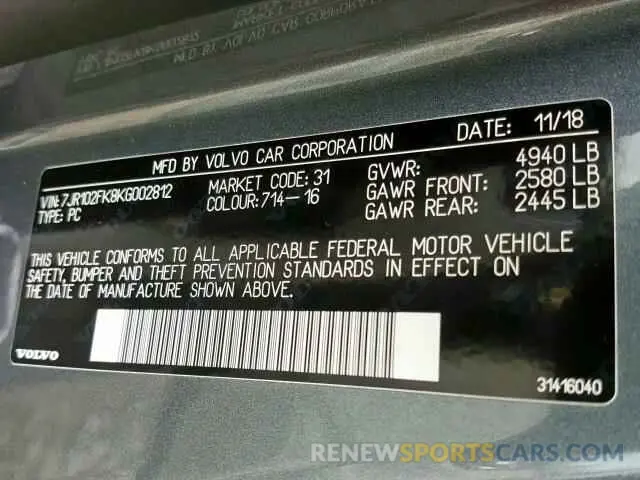 MFD BY VOLVO CAR CORPORATION DATE: 11/18
VIN: 7JR102FK8KG002812 MARKET CODE: 31 GVWR: 4940 LB
TYPE: PC COLOUR: 714-16 GAWR FRONT: 2580 LB
GAWR REAR: 2445 LB
THIS VEHICLE CONFORMS TO ALL APPLICABLE FEDERAL MOTOR VEHICLE
SAFETY, BUMPER AND THEFT PREVENTION STANDARDS IN EFFECT ON
THE DATE OF MANUFACTURE SHOWN ABOVE.
VOLVO
31416040
RENEWSPORTSCARS.COM